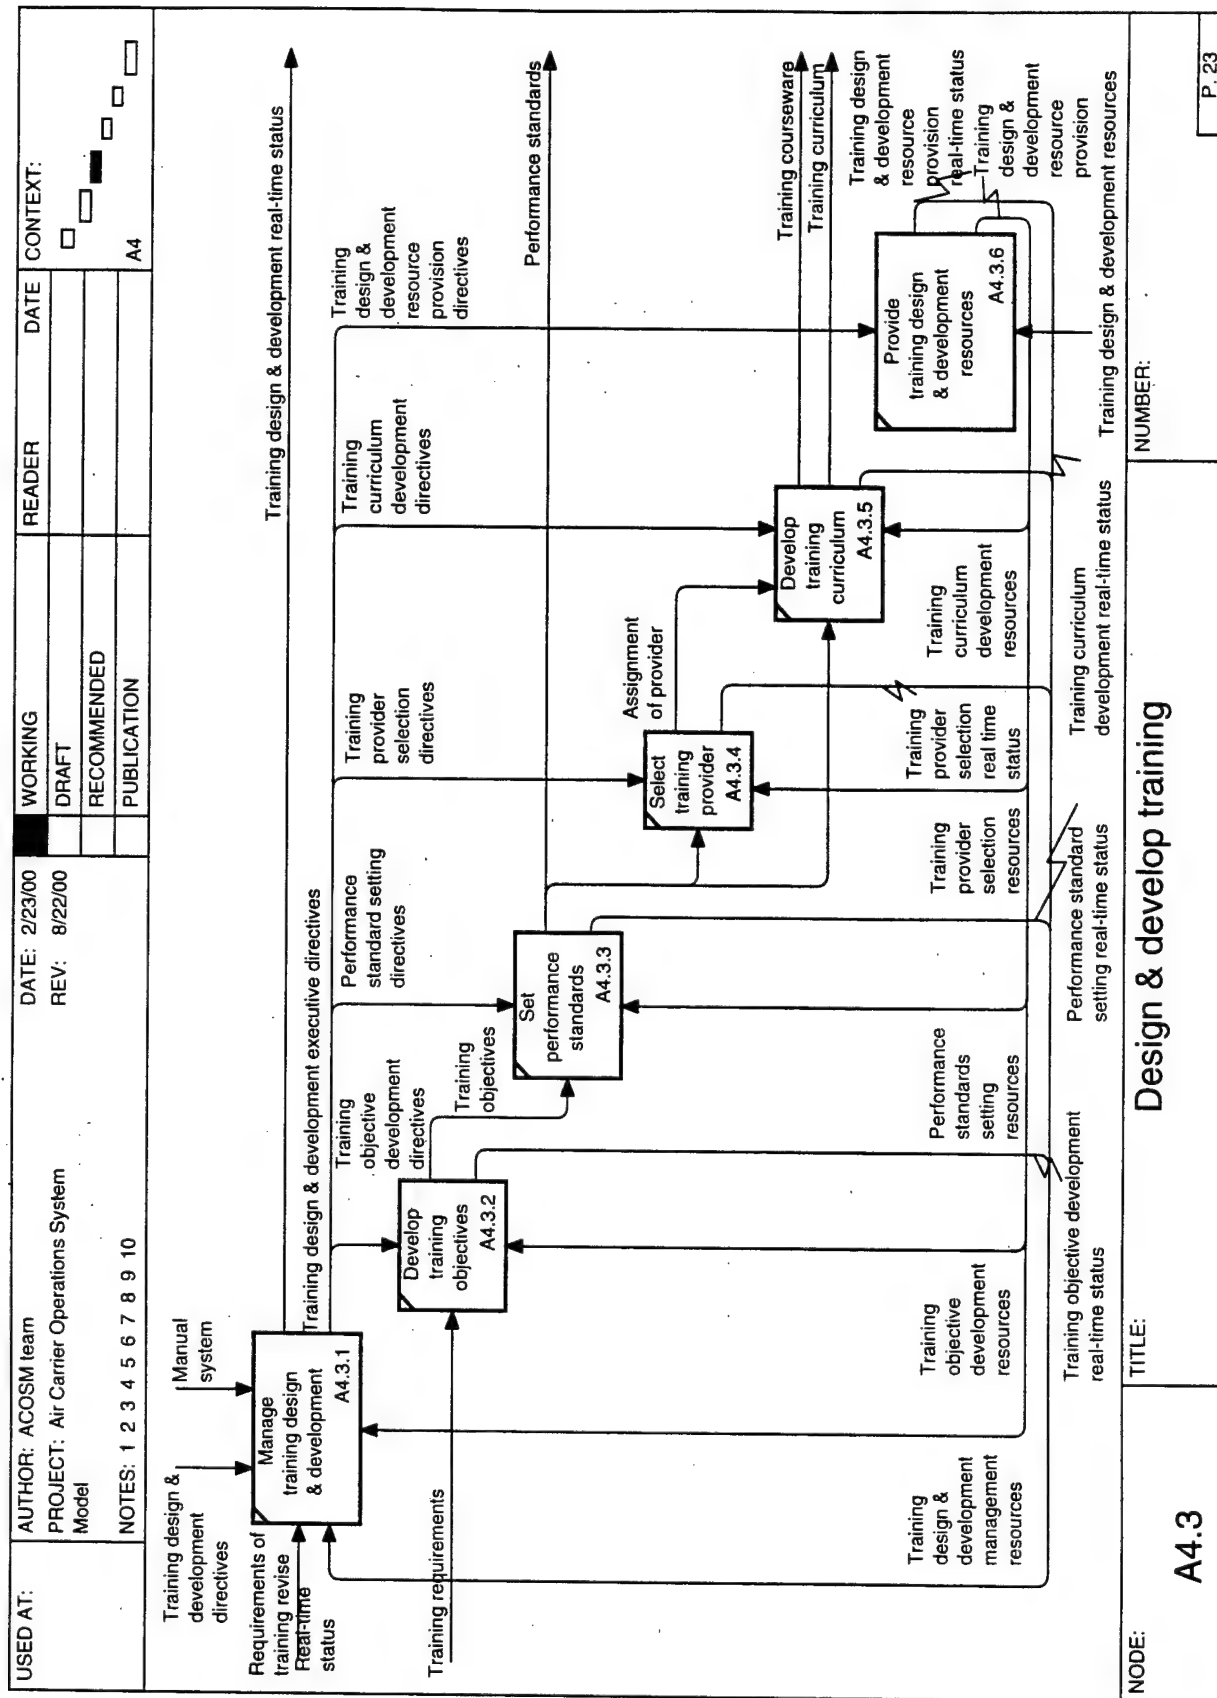 USED AT:
AUTHOR: ACOSM team
PROJECT: Air Carrier Operations System
Model
NOTES: 1 2 3 4 5 6 7 8 9 10
DATE: 2/23/00
REV: 8/22/00
WORKING
DRAFT
RECOMMENDED
PUBLICATION
READER
DATE
CONTEXT:
A4
Training design &
development
directives
Manual
system
Requirements of
training revise
Real-time
status
Manage
training design
& development
A4.3.1
Training design & development real-time status
Training design & development executive directives
Training requirements
Training
objective
development
directives
Develop
training
objectives
A4.3.2
Training
objectives
Performance
standard setting
directives
Set
performance
standards
A4.3.3
Performance standards
Training
provider
selection
directives
Select
training
provider
A4.3.4
Assignment
of provider
Training
curriculum
development
directives
Develop
training
curriculum
A4.3.5
Training courseware
Training curriculum
Training
design &
development
resource
provision
directives
Provide
training design
& development
resources
A4.3.6
Training design
& development
resource
provision
real-time status
Training
design &
development
resource
provision
Training design & development resources
Training
design &
development
management
resources
Training
objective
development
resources
Performance
standards
setting
resources
Training
provider
selection
resources
Training
provider
selection
real time
status
Training
curriculum
development
resources
Training objective development
real-time status
Performance standard
setting real-time status
Training curriculum
development real-time status
NODE:
A4.3
TITLE:
Design & develop training
NUMBER:
P. 23